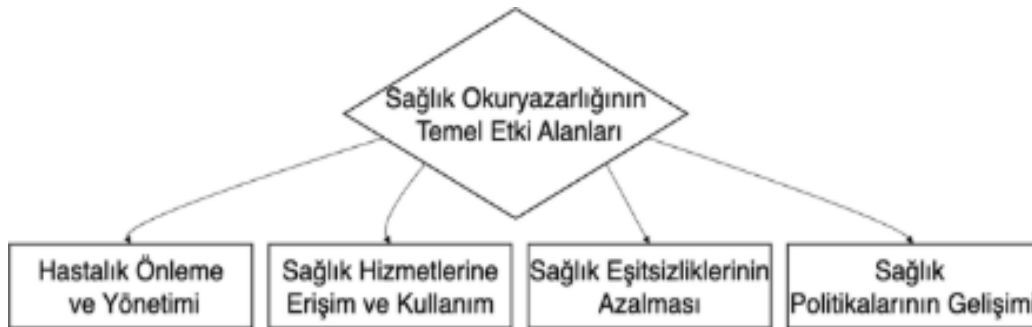 Sağlık Okuryazarlığının
Temel Etki Alanları
Hastalık Önleme
ve Yönetimi
Sağlık Hizmetlerine
Erişim ve Kullanım
Sağlık Eşitsizliklerinin
Azalması
Sağlık
Politikalarının Gelişimi